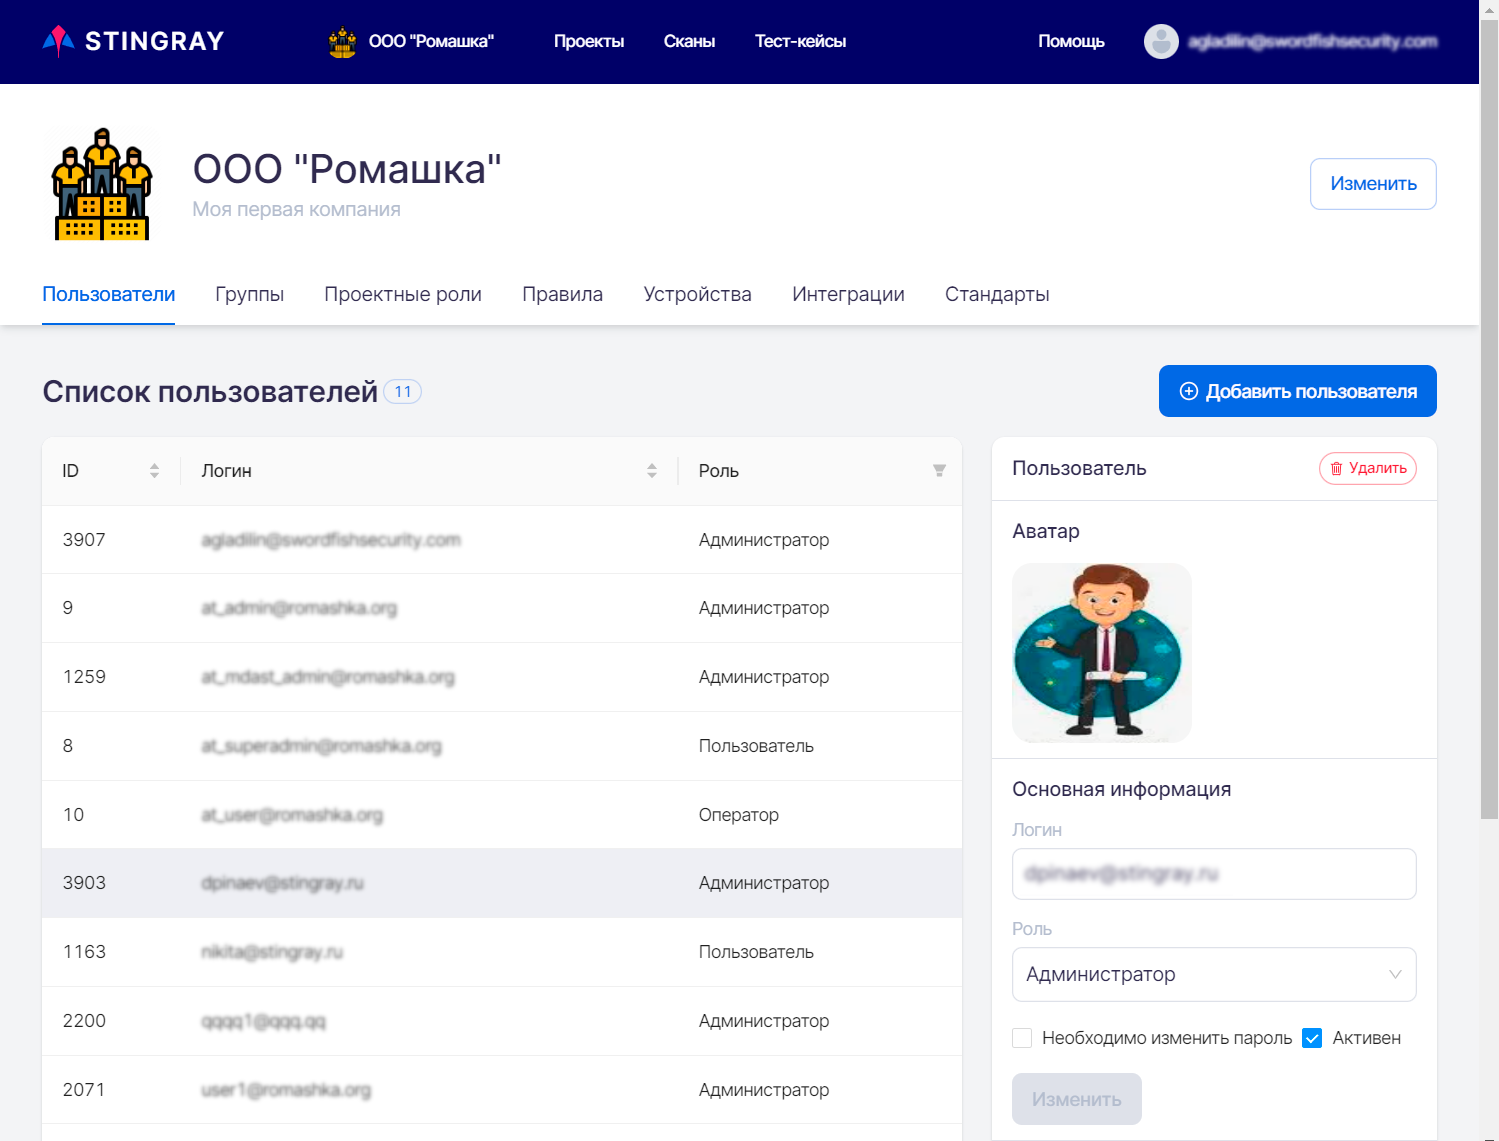 STINGRAY
ООО "Ромашка"
Проекты
Сканы
Тест-кейсы
Помощь
agladilin@swordfishsecurity.com
ООО "Ромашка"
Моя первая компания
Изменить
Пользователи
Группы
Проектные роли
Правила
Устройства
Интеграции
Стандарты
Список пользователей 11
Добавить пользователя
ID
Логин
Роль
3907 agladilin@swordfishsecurity.com Администратор
9 at_admin@romashka.org Администратор
1259 at_mdast_admin@romashka.org Администратор
8 at_superadmin@romashka.org Пользователь
10 at_user@romashka.org Оператор
3903 dpinaev@stingray.ru Администратор
1163 nikita@stingray.ru Пользователь
2200 qqqq1@qqq.qq Администратор
2071 user1@romashka.org Администратор
Пользователь
Удалить
Аватар
Основная информация
Логин
dpinaev@stingray.ru
Роль
Администратор
Необходимо изменить пароль
Активен
Изменить